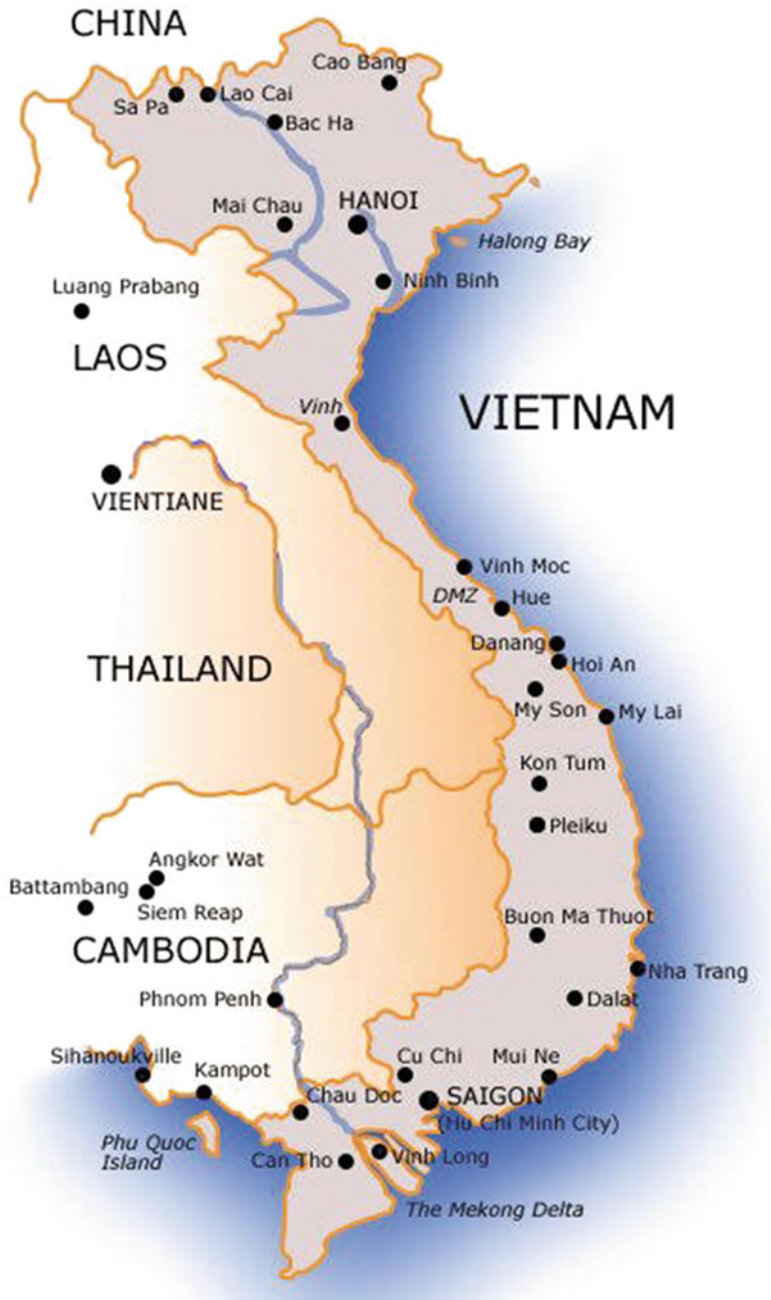 CHINA
Cao Bang
Sa Pa
Lao Cai
Bac Ha
Mai Chau
HANOI
Halong Bay
Luang Prabang
Ninh Binh
LAOS
Vinh
VIETNAM
VIENTIANE
Vinh Moc
DMZ
Hue
Danang
Hoi An
THAILAND
My Son
My Lai
Kon Tum
Pleiku
Angkor Wat
Battambang
Siem Reap
Buon Ma Thuot
CAMBODIA
Nha Trang
Phnom Penh
Dalat
Sihanoukville
Kampot
Cu Chi
Mui Ne
Chau Doc
SAIGON
(Hu Chi Minh City)
Phu Quoc
Island
Can Tho
Vinh Long
The Mekong Delta